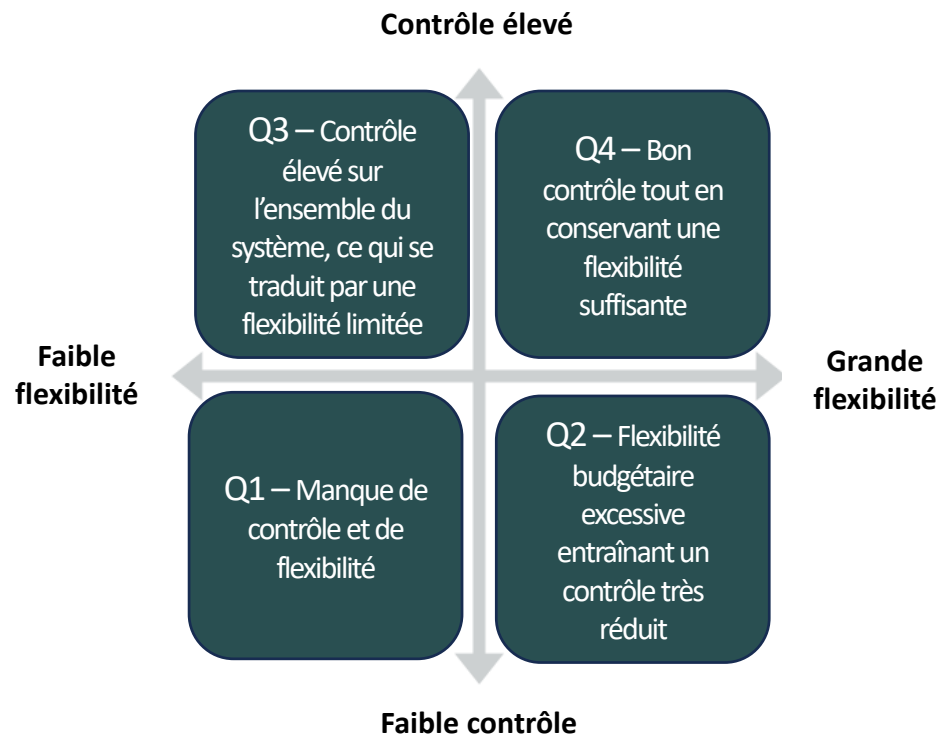 Contrôle élevé
Q3 – Contrôle
élevé sur
l’ensemble du
système, ce qui se
traduit par une
flexibilité limitée
Q4 – Bon
contrôle tout en
conservant une
flexibilité
suffisante
Faible
flexibilité
Grande
flexibilité
Q1 – Manque de
contrôle et de
flexibilité
Q2 – Flexibilité
budgétaire
excessive
entraînant un
contrôle très
réduit
Faible contrôle